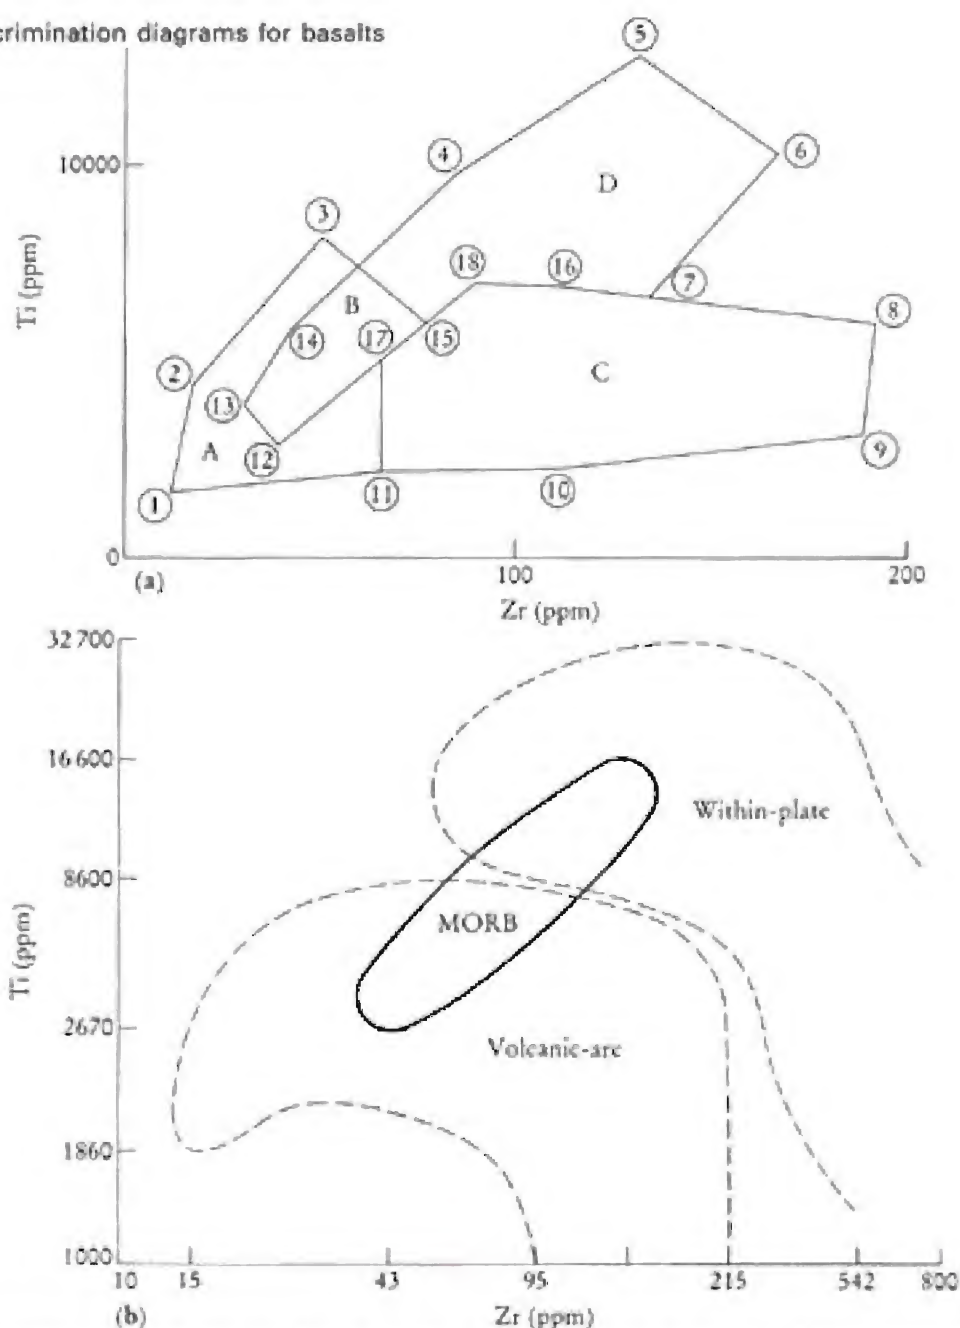 crimination diagrams for basalts
5
4
6
10000
D
3
Ti (ppm)
18
16
7
B
8
14
17
15
2
C
13
A
12
9
1
11
10
0
100
200
(a)
Zr (ppm)
32 700
16 600
Within-plate
8600
MORB
Ti (ppm)
2670
Volcanic-arc
1860
1000
10
15
43
95
215
542
800
(b)
Zr (ppm)